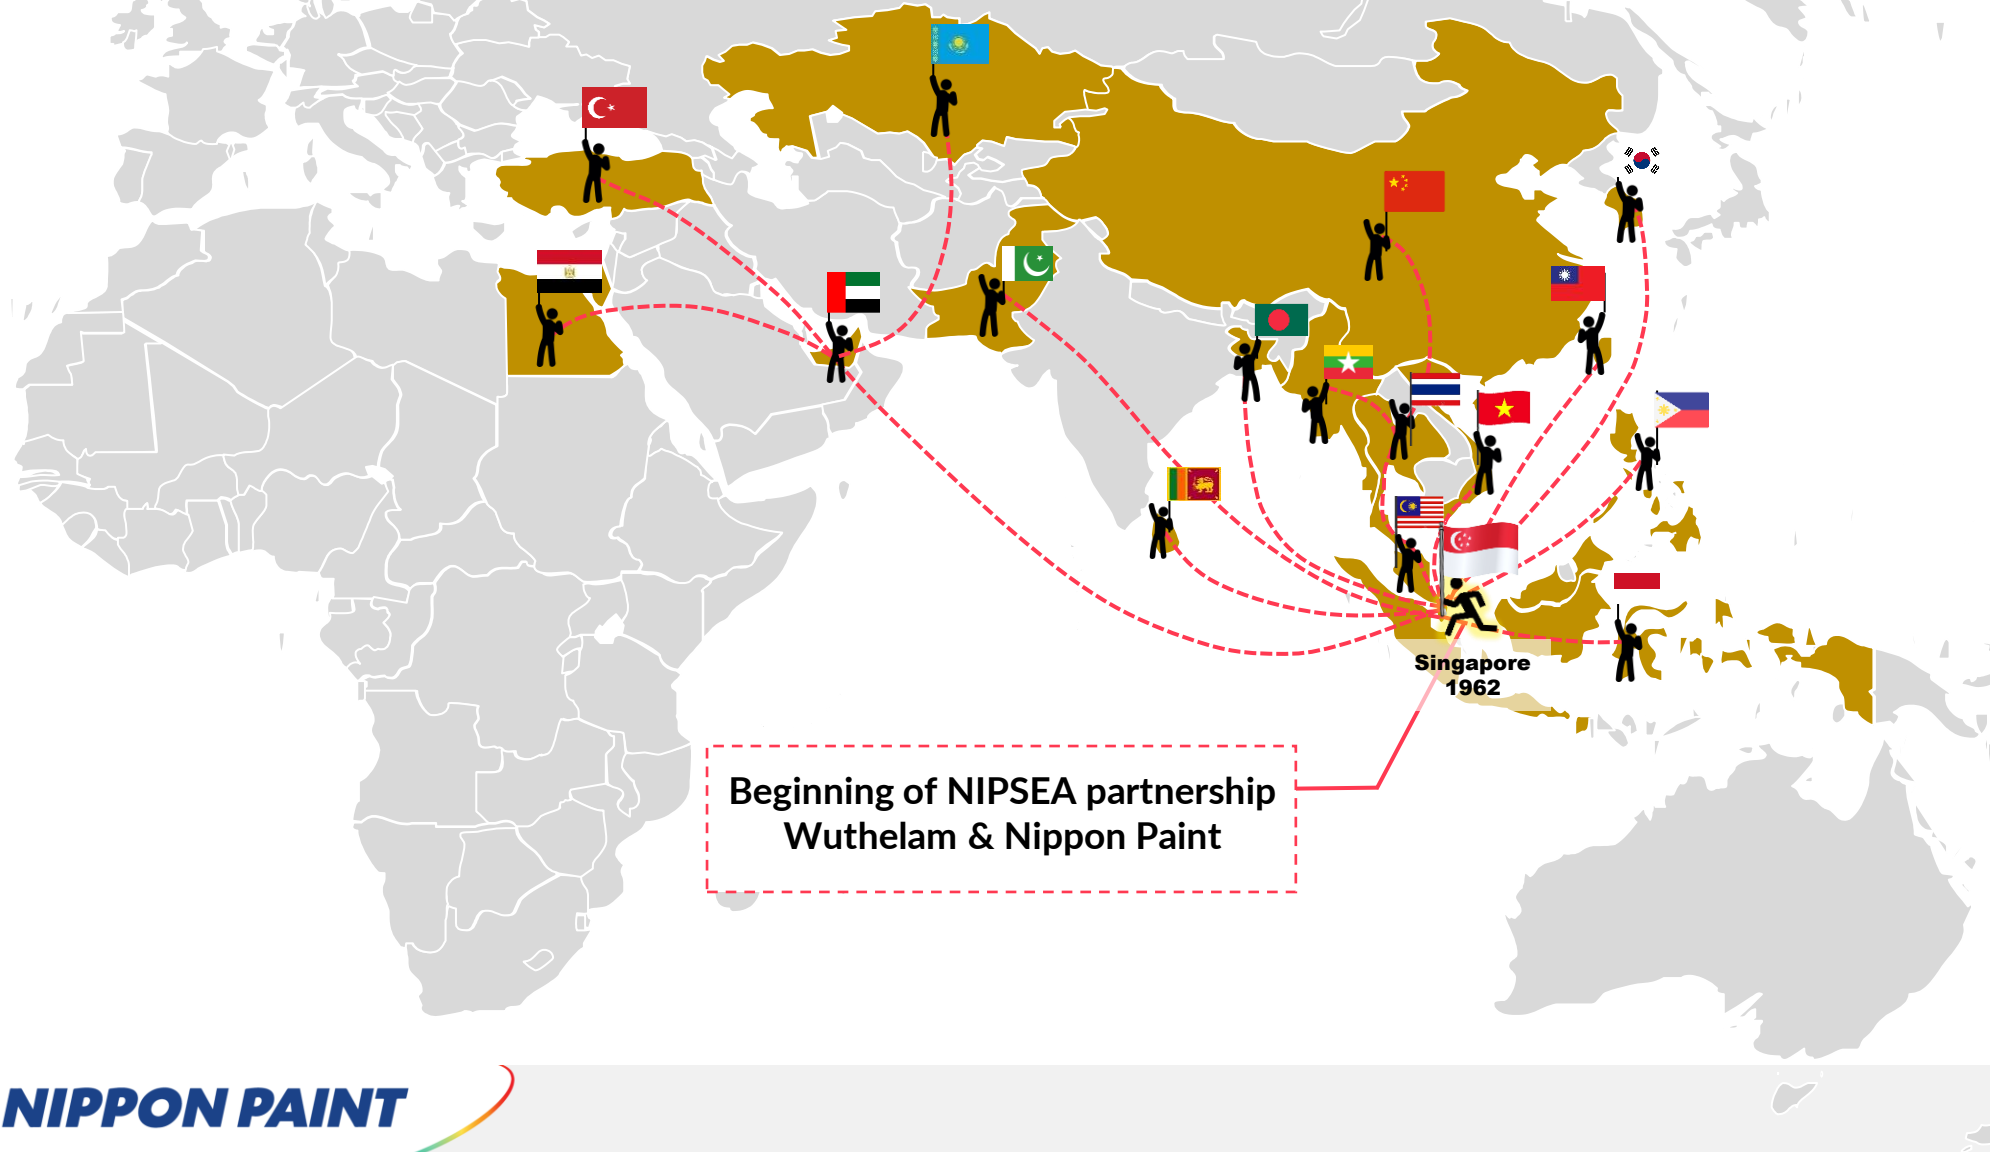 Singapore
1962
Beginning of NIPSEA partnership
Wuthelam & Nippon Paint
NIPPON PAINT